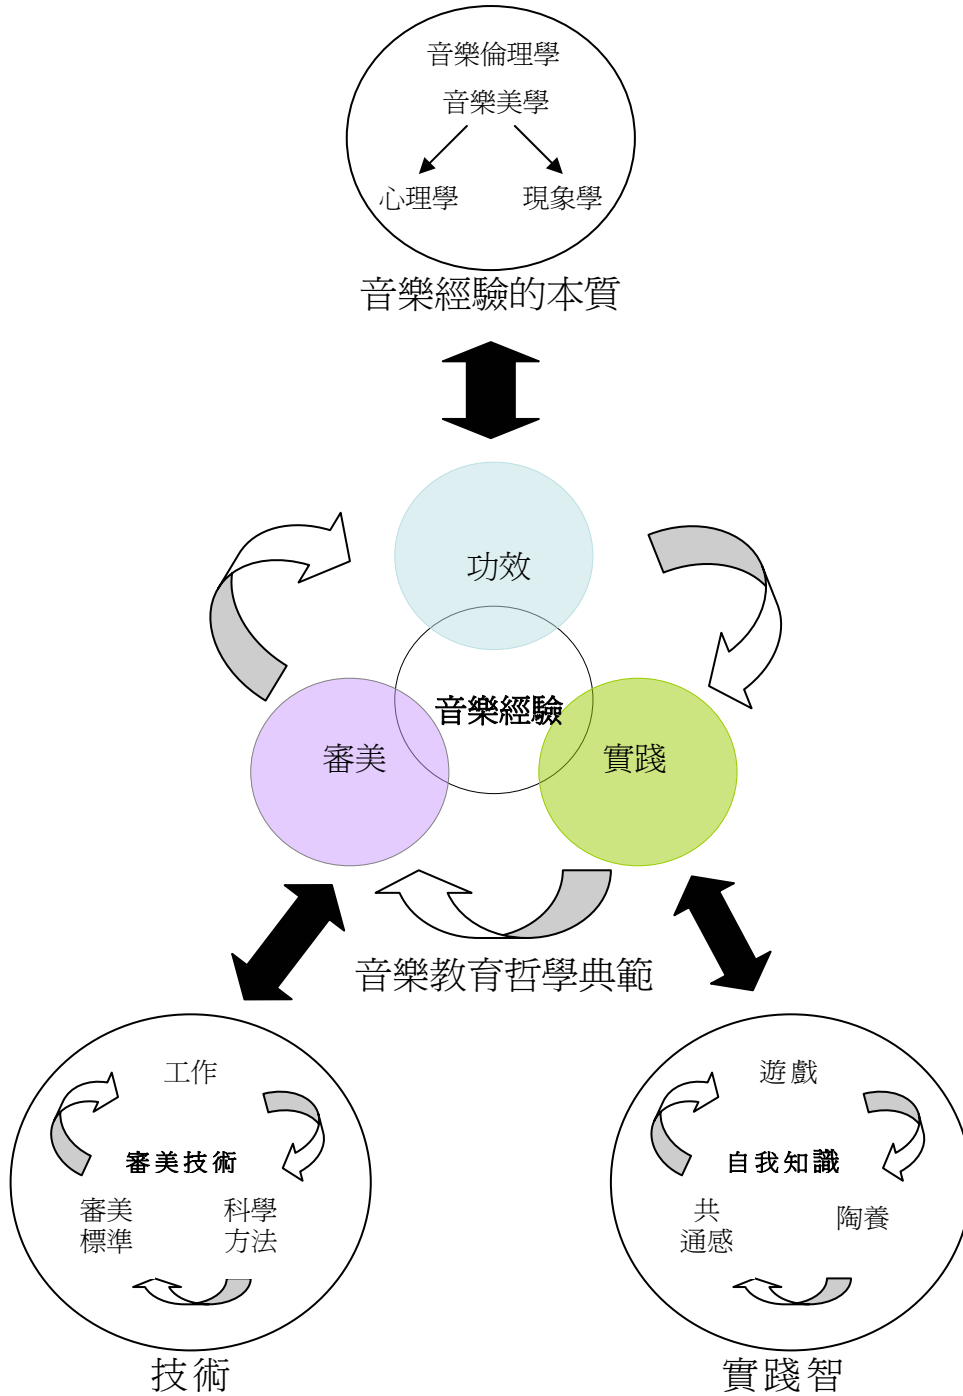 音樂倫理學
音樂美學
心理學
現象學
音樂經驗的本質
功效
音樂經驗
審美
實踐
音樂教育哲學典範
工作
審美技術
審美
標準
科學
方法
技術
遊戲
自我知識
共
通感
陶養
實踐智